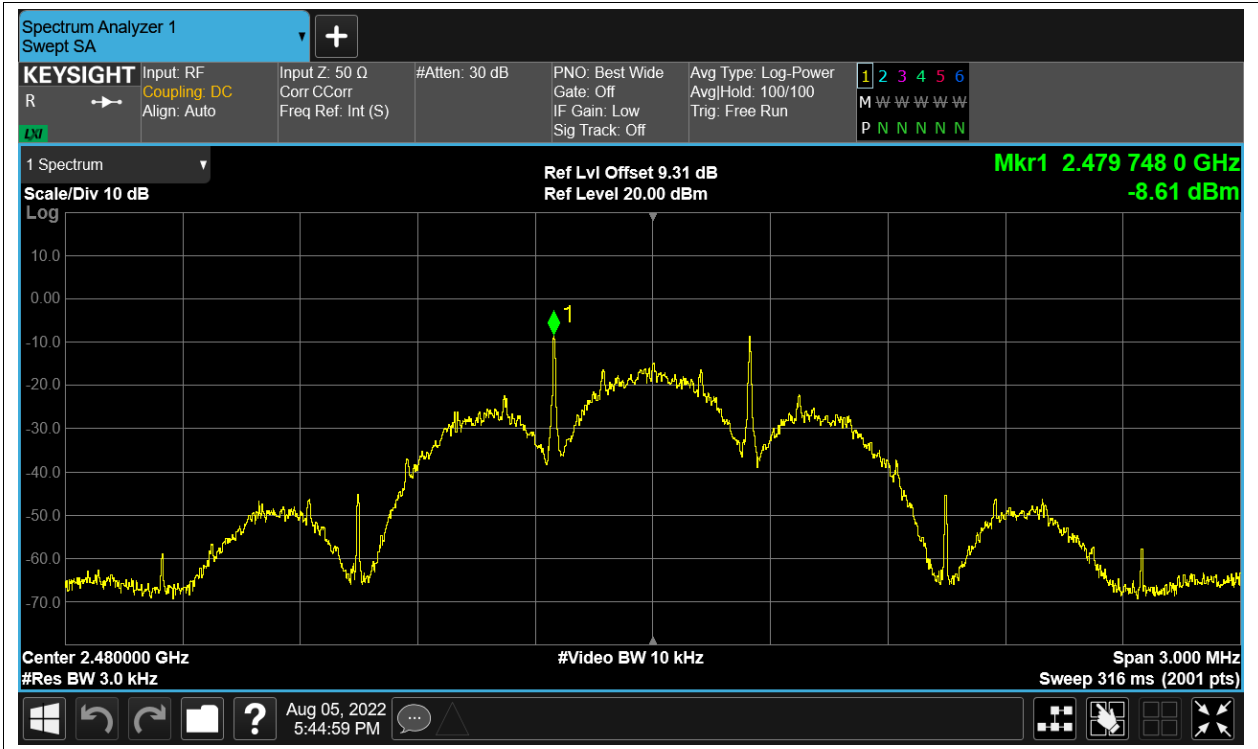 Spectrum Analyzer 1
Swept SA
KEYSIGHT
R
LXI
Input: RF
Coupling: DC
Align: Auto
Input Z: 50 Ω
Corr CCorr
Freq Ref: Int (S)
#Atten: 30 dB
PNO: Best Wide
Gate: Off
IF Gain: Low
Sig Track: Off
Avg Type: Log-Power
Avg|Hold: 100/100
Trig: Free Run
1 2 3 4 5 6
M W W W W W
P N N N N N
1 Spectrum
Scale/Div 10 dB
Ref Lvl Offset 9.31 dB
Ref Level 20.00 dBm
Mkr1 2.479 748 0 GHz
-8.61 dBm
Log
10.0
0.00
1
-10.0
-20.0
-30.0
-40.0
-50.0
-60.0
-70.0
Center 2.480000 GHz
#Video BW 10 kHz
Span 3.000 MHz
#Res BW 3.0 kHz
Sweep 316 ms (2001 pts)
?
Aug 05, 2022
5:44:59 PM